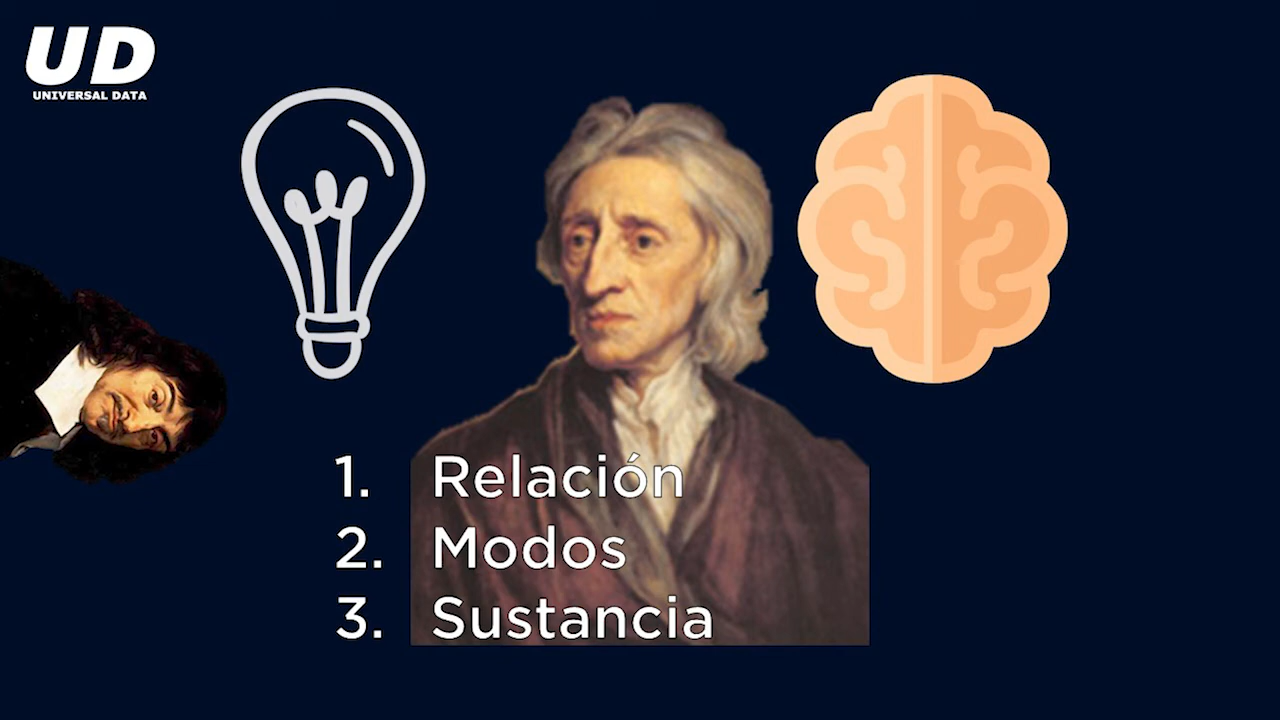 UD
UNIVERSAL DATA
1. Relación
2. Modos
3. Sustancia